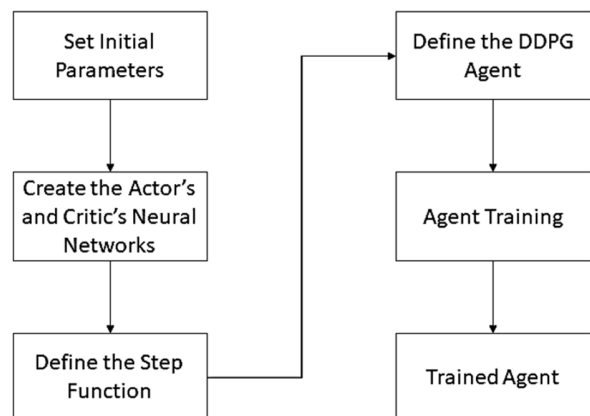 Set Initial
Parameters
Create the Actor’s
and Critic’s Neural
Networks
Define the Step
Function
Define the DDPG
Agent
Agent Training
Trained Agent